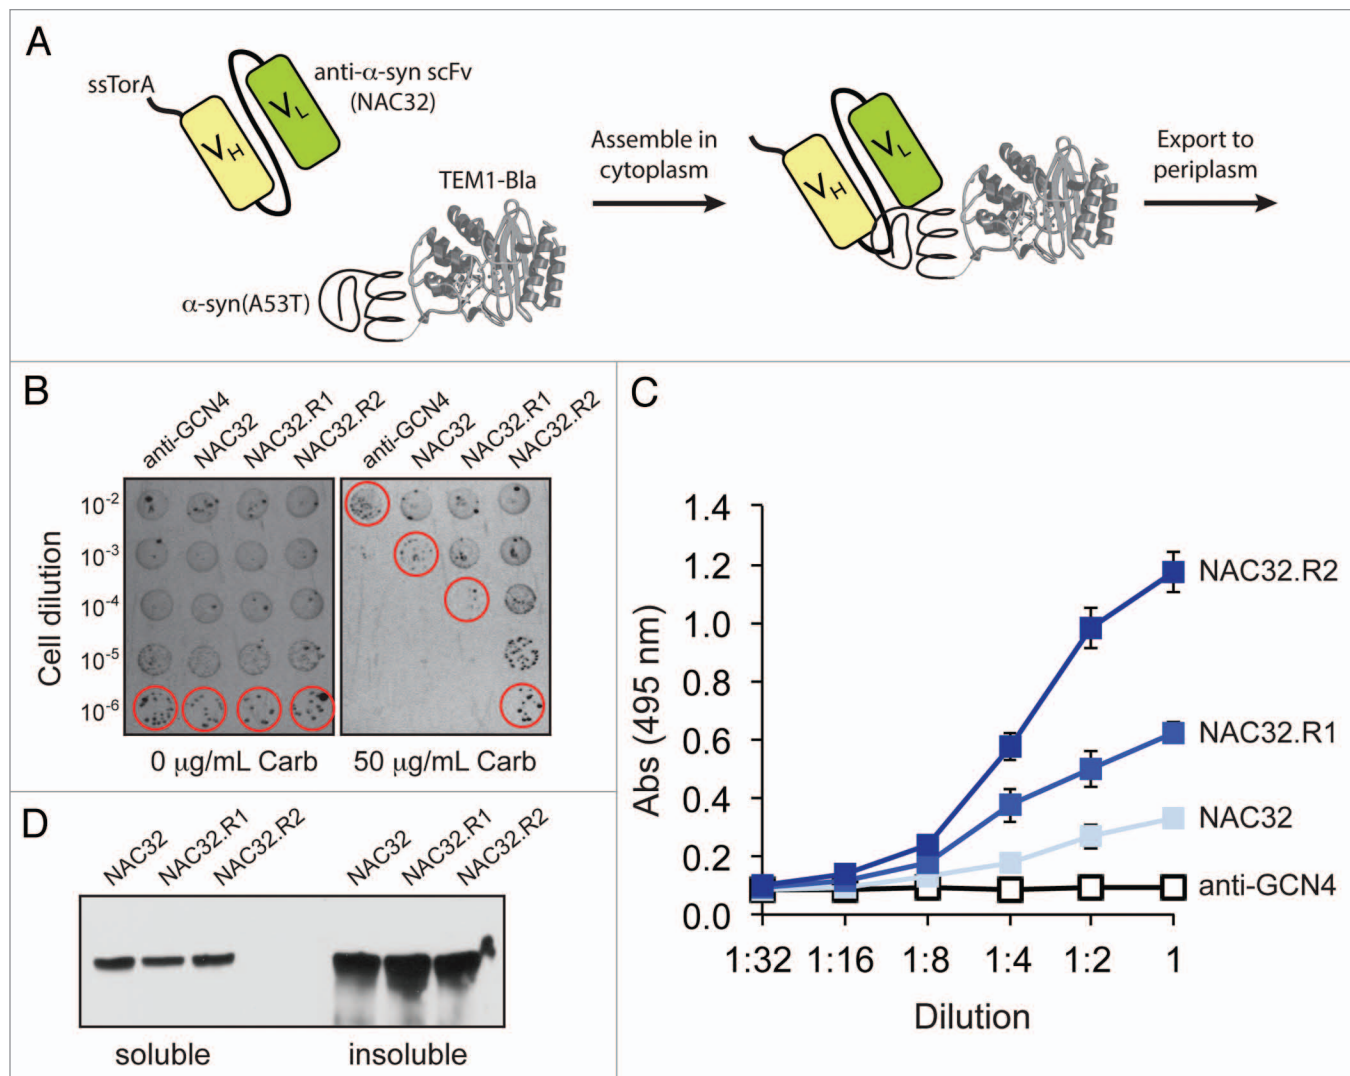 A
ssTorA
anti-α-syn scFv
(NAC32)
VH
VL
TEM1-Bla
α-syn(A53T)
Assemble in
cytoplasm
VH
VL
Export to
periplasm
B
anti-GCN4
NAC32
NAC32.R1
NAC32.R2
anti-GCN4
NAC32
NAC32.R1
NAC32.R2
Cell dilution
10-2
10-3
10-4
10-5
10-6
0 μg/mL Carb
50 μg/mL Carb
C
Abs (495 nm)
1.4
1.2
1.0
0.8
0.6
0.4
0.2
0.0
NAC32.R2
NAC32.R1
NAC32
anti-GCN4
1:32 1:16 1:8 1:4 1:2 1
Dilution
D
NAC32
NAC32.R1
NAC32.R2
NAC32
NAC32.R1
NAC32.R2
soluble
insoluble